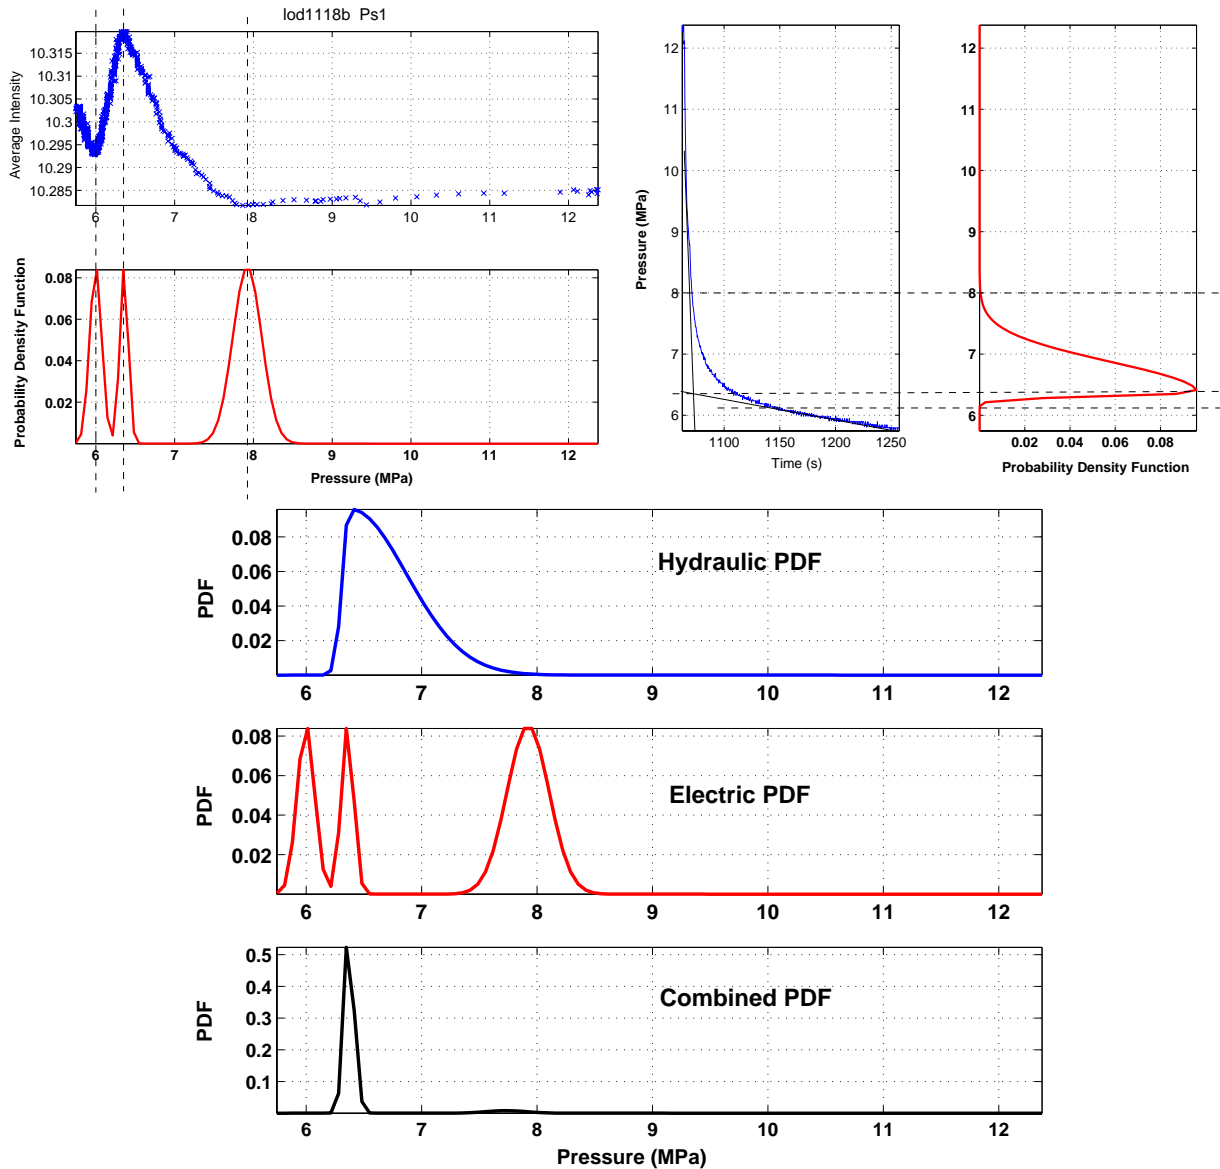 lod1118b Ps1
Average Intensity
10.315
10.31
10.305
10.3
10.295
10.29
10.285
6 7 8 9 10 11 12
Probability Density Function
0.08
0.06
0.04
0.02
6 7 8 9 10 11 12
Pressure (MPa)
Pressure (MPa)
12
11
10
9
8
7
6
1100 1150 1200 1250
Time (s)
12
11
10
9
8
7
6
0.02 0.04 0.06 0.08
Probability Density Function
Hydraulic PDF
PDF
0.08
0.06
0.04
0.02
6 7 8 9 10 11 12
Electric PDF
PDF
0.08
0.06
0.04
0.02
6 7 8 9 10 11 12
Combined PDF
PDF
0.5
0.4
0.3
0.2
0.1
6 7 8 9 10 11 12
Pressure (MPa)